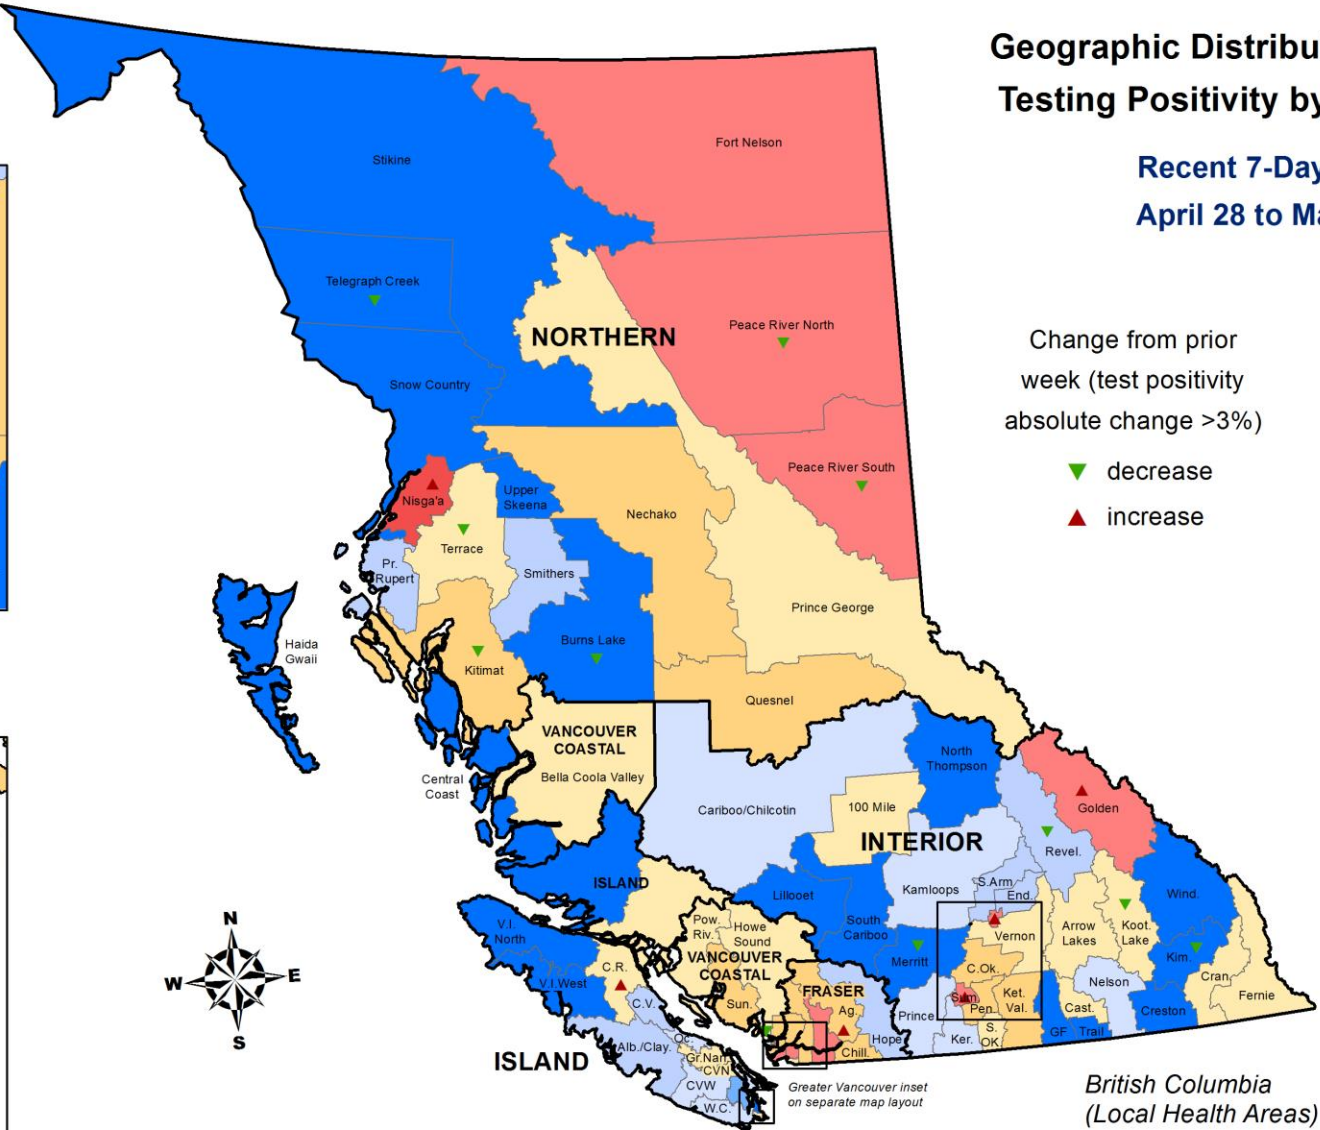 Geographic Distribu
Testing Positivity by
Recent 7-Day
April 28 to Ma
Change from prior
week (test positivity
absolute change >3%)
decrease
increase
Fort Nelson
Stikine
Telegraph Creek
Peace River North
NORTHERN
Snow Country
Peace River South
Nisga'a
Upper
Skeena
Nechako
Terrace
Pr.
Rupert
Smithers
Prince George
Haida
Gwaii
Burns Lake
Kitimat
Quesnel
VANCOUVER
COASTAL
Bella Coola Valley
Central
Coast
North
Thompson
Cariboo/Chilcotin
100 Mile
Golden
INTERIOR
Revel.
ISLAND
Lillooet
Kamloops
S.Arm
End.
Wind.
V.I.
North
Pow.
Riv.
Howe
Sound
South
Cariboo
Vernon
Arrow
Lakes
Koot.
Lake
VANCOUVER
COASTAL
Merritt
C.R.
C.Ok.
Kim.
V.I.West
Cran.
Nelson
FRASER
Sum.
Ket.
Val.
Fernie
C.V.
Sun.
Ag.
Prince
Pen.
Cast.
Creston
Hope
Ker.
S.
OK.
GF
Trail
Alb./Clay.
Oc.
Chill.
Gr.Nan.
CVN
ISLAND
CVW
W.C.
Greater Vancouver inset
on separate map layout
N
W
E
S
British Columbia
(Local Health Areas)